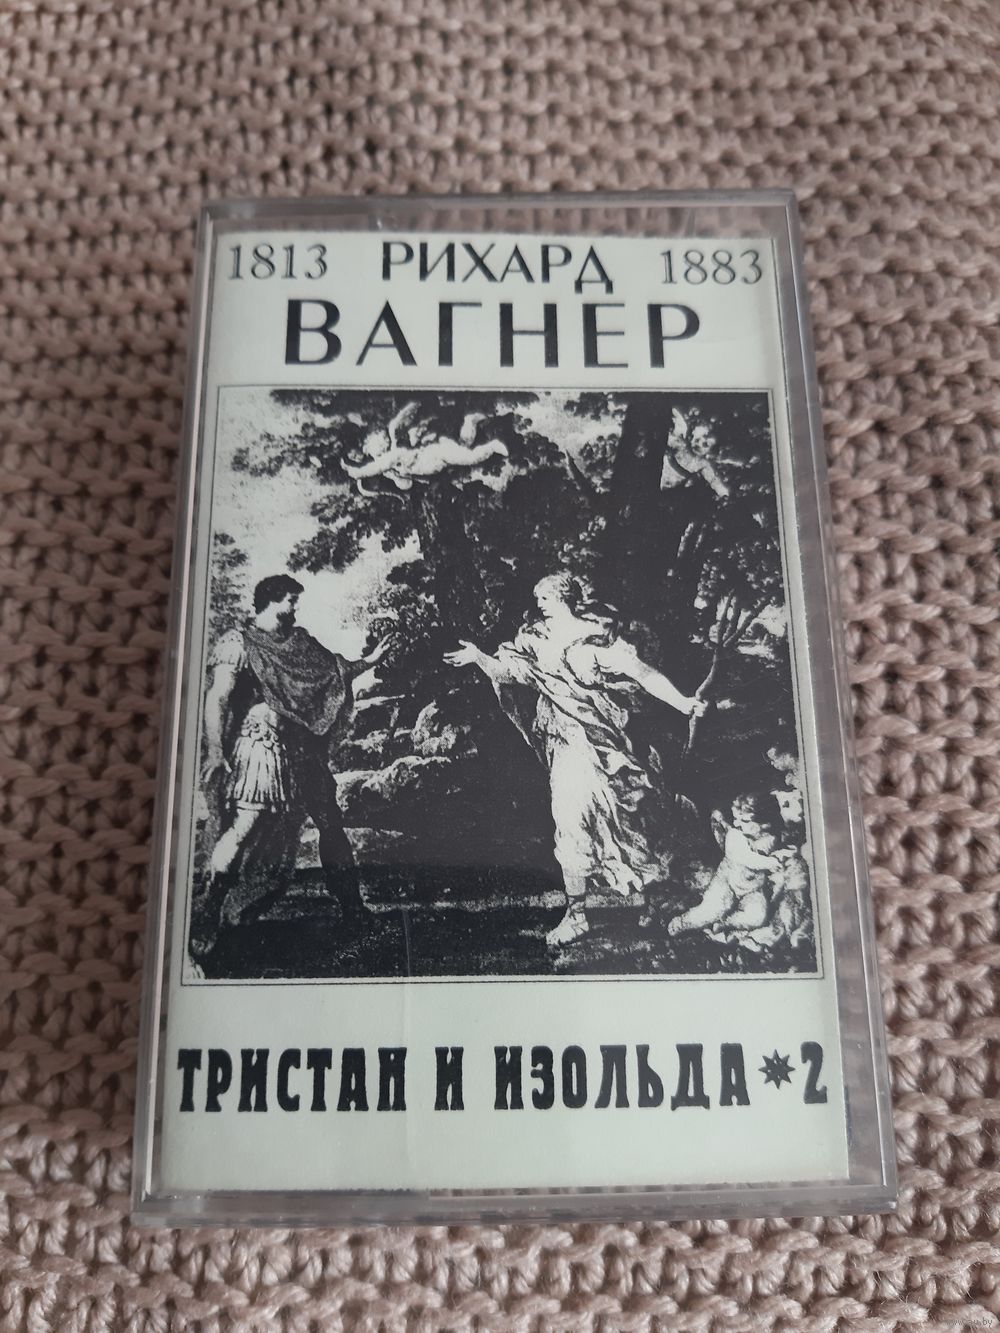 1813 РИХАРД 1883
ВАГНЕР
ТРИСТАН И ИЗОЛЬДА * 2